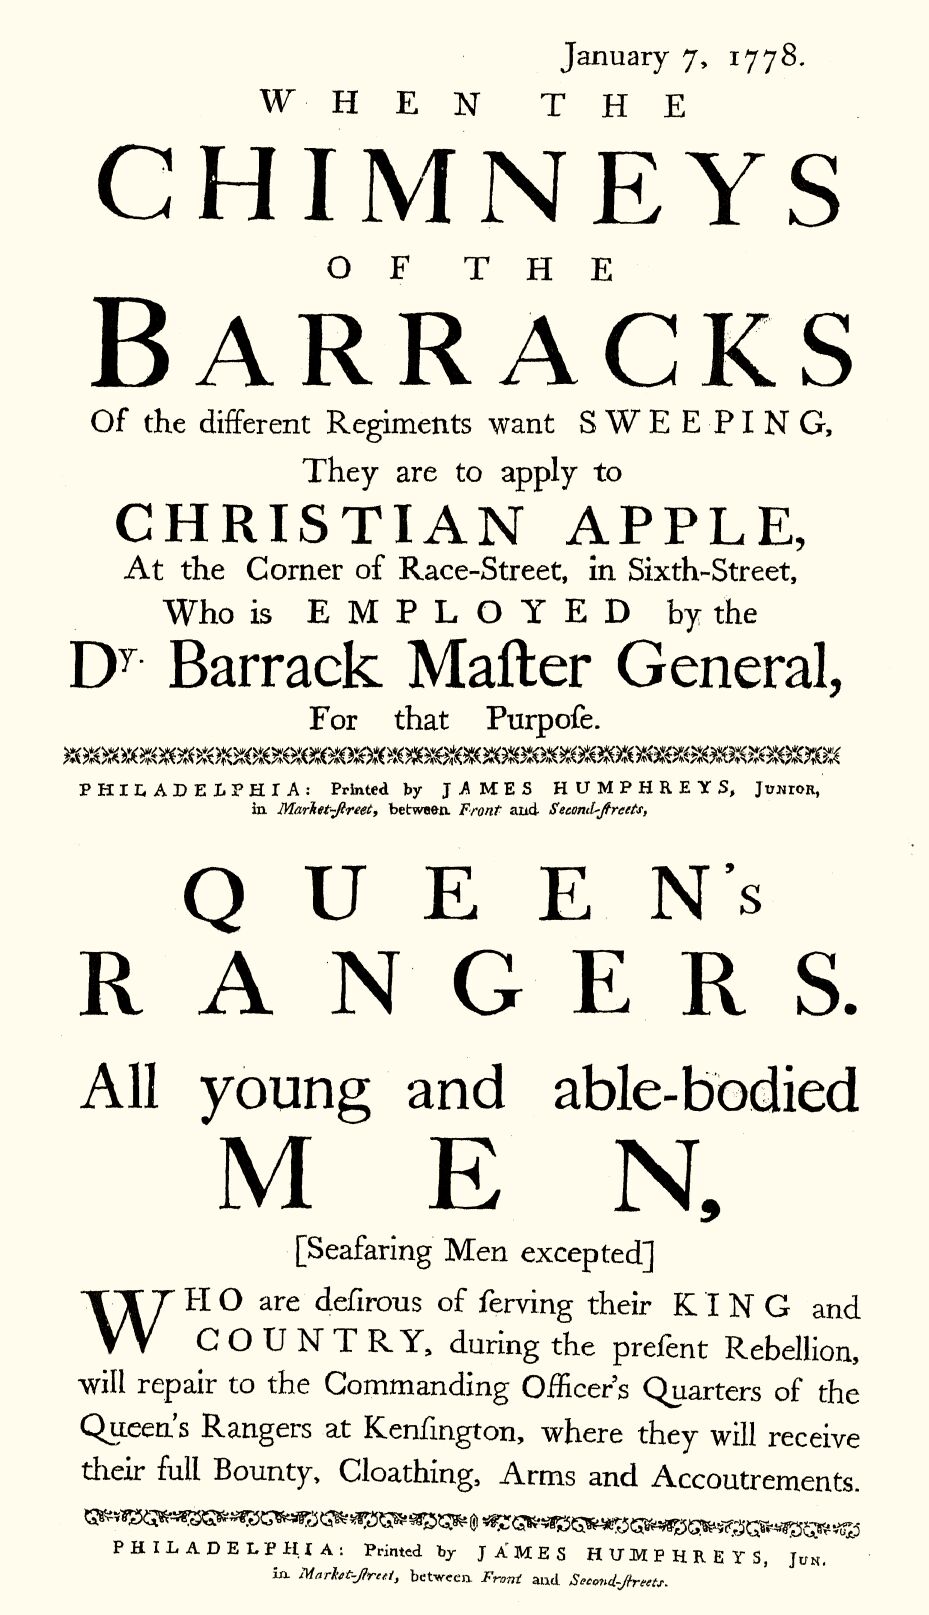 January 7, 1778.
WHEN THE
CHIMNEYS
OF THE
BARRACKS
Of the different Regiments want SWEEPING,
They are to apply to
CHRISTIAN APPLE,
At the Corner of Race-Street, in Sixth-Street,
Who is EMPLOYED by the
Dy. Barrack Maſter General,
For that Purpoſe.
PHILADELPHIA: Printed by JAMES HUMPHREYS, JUNIOR,
in Market-ſtreet, between Front and Second-ſtreets,
QUEEN's
RANGERS.
All young and able-bodied
MEN,
[Seafaring Men excepted]
WHO are deſirous of ſerving their KING and
COUNTRY, during the preſent Rebellion,
will repair to the Commanding Officer's Quarters of the
Queen's Rangers at Kenſington, where they will receive
their full Bounty, Cloathing, Arms and Accoutrements.
PHILADELPHIA: Printed by JAMES HUMPHREYS, JUN.
in Market-ſtreet, between Front and Second-ſtreets.